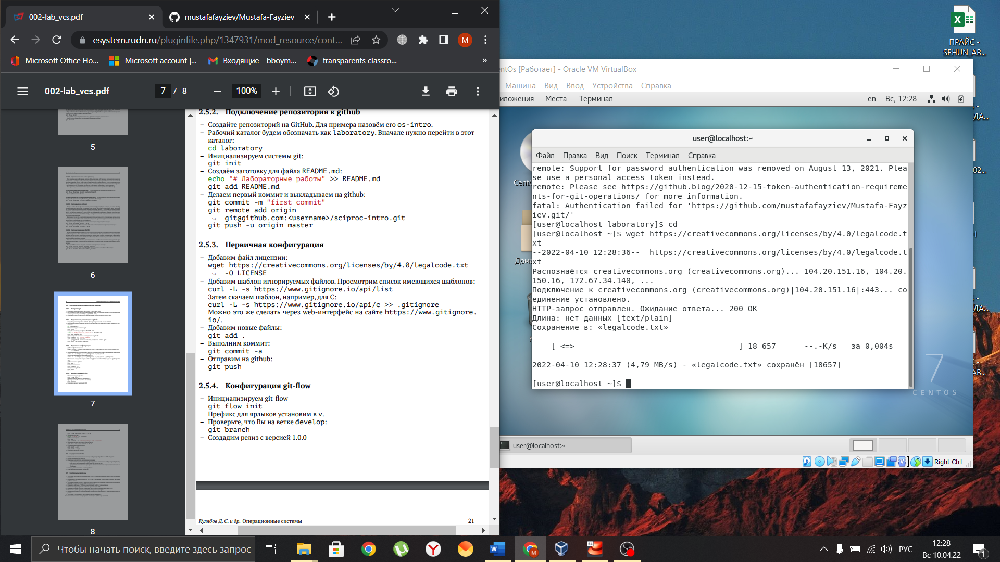 002-lab_vcs.pdf
mustafafayziev/Mustafa-Fayziev
esystem.rudn.ru/pluginfile.php/1347931/mod_resource/cont...
M
Microsoft Office Ho...
Microsoft account |...
Входящие - bboym...
transparents classro...
»
002-lab_vcs.pdf
7 / 8
100%
5
6
7
8
2.5.2. Подключение репозитория к github
– Создайте репозиторий на GitHub. Для примера назовём его os-intro.
– Рабочий каталог будем обозначать как laboratory. Вначале нужно перейти в этот
каталог:
cd laboratory
– Инициализируем системы git:
git init
– Создаём заготовку для файла README.md:
echo "# Лабораторные работы" >> README.md
git add README.md
– Делаем первый коммит и выкладываем на github:
git commit -m "first commit"
git remote add origin
↪ git@github.com:<username>/sciproc-intro.git
git push -u origin master
2.5.3. Первичная конфигурация
– Добавим файл лицензии:
wget https://creativecommons.org/licenses/by/4.0/legalcode.txt
↪ -O LICENSE
– Добавим шаблон игнорируемых файлов. Просмотрим список имеющихся шаблонов:
curl -L -s https://www.gitignore.io/api/list
Затем скачаем шаблон, например, для C:
curl -L -s https://www.gitignore.io/api/c >> .gitignore
Можно это же сделать через web-интерфейс на сайте https://www.gitignore.
io/.
– Добавим новые файлы:
git add .
– Выполним коммит:
git commit -a
– Отправим на github:
git push
2.5.4. Конфигурация git-flow
– Инициализируем git-flow
git flow init
Префикс для ярлыков установим в v.
– Проверьте, что Вы на ветке develop:
git branch
– Создадим релиз с версией 1.0.0
Кулябов Д. С. и др. Операционные системы
21
ПРАЙС -
SEHUN_AB...
entOs [Работает] - Oracle VM VirtualBox
Машина Вид Ввод Устройства Справка
иложения Места Терминал
en Вс, 12:28
user@localhost:~
Файл Правка Вид Поиск Терминал Справка
remote: Support for password authentication was removed on August 13, 2021. Plea
se use a personal access token instead.
remote: Please see https://github.blog/2020-12-15-token-authentication-requireme
nts-for-git-operations/ for more information.
fatal: Authentication failed for 'https://github.com/mustafafayziev/Mustafa-Fayz
iev.git/'
[user@localhost laboratory]$ cd
[user@localhost ~]$ wget https://creativecommons.org/licenses/by/4.0/legalcode.t
xt
--2022-04-10 12:28:36-- https://creativecommons.org/licenses/by/4.0/legalcode.t
xt
Распознаётся creativecommons.org (creativecommons.org)... 104.20.151.16, 104.20.
150.16, 172.67.34.140, ...
Подключение к creativecommons.org (creativecommons.org)|104.20.151.16|:443... со
единение установлено.
HTTP-запрос отправлен. Ожидание ответа... 200 OK
Длина: нет данных [text/plain]
Сохранение в: «legalcode.txt»
[ <=> ] 18 657 --.-K/s за 0,004s
2022-04-10 12:28:37 (4,79 MB/s) - «legalcode.txt» сохранён [18657]
[user@localhost ~]$
7
CENTOS
user@localhost:~
Right Ctrl
Чтобы начать поиск, введите здесь запрос
64
M
РУС
12:28
Вс 10.04.22
1